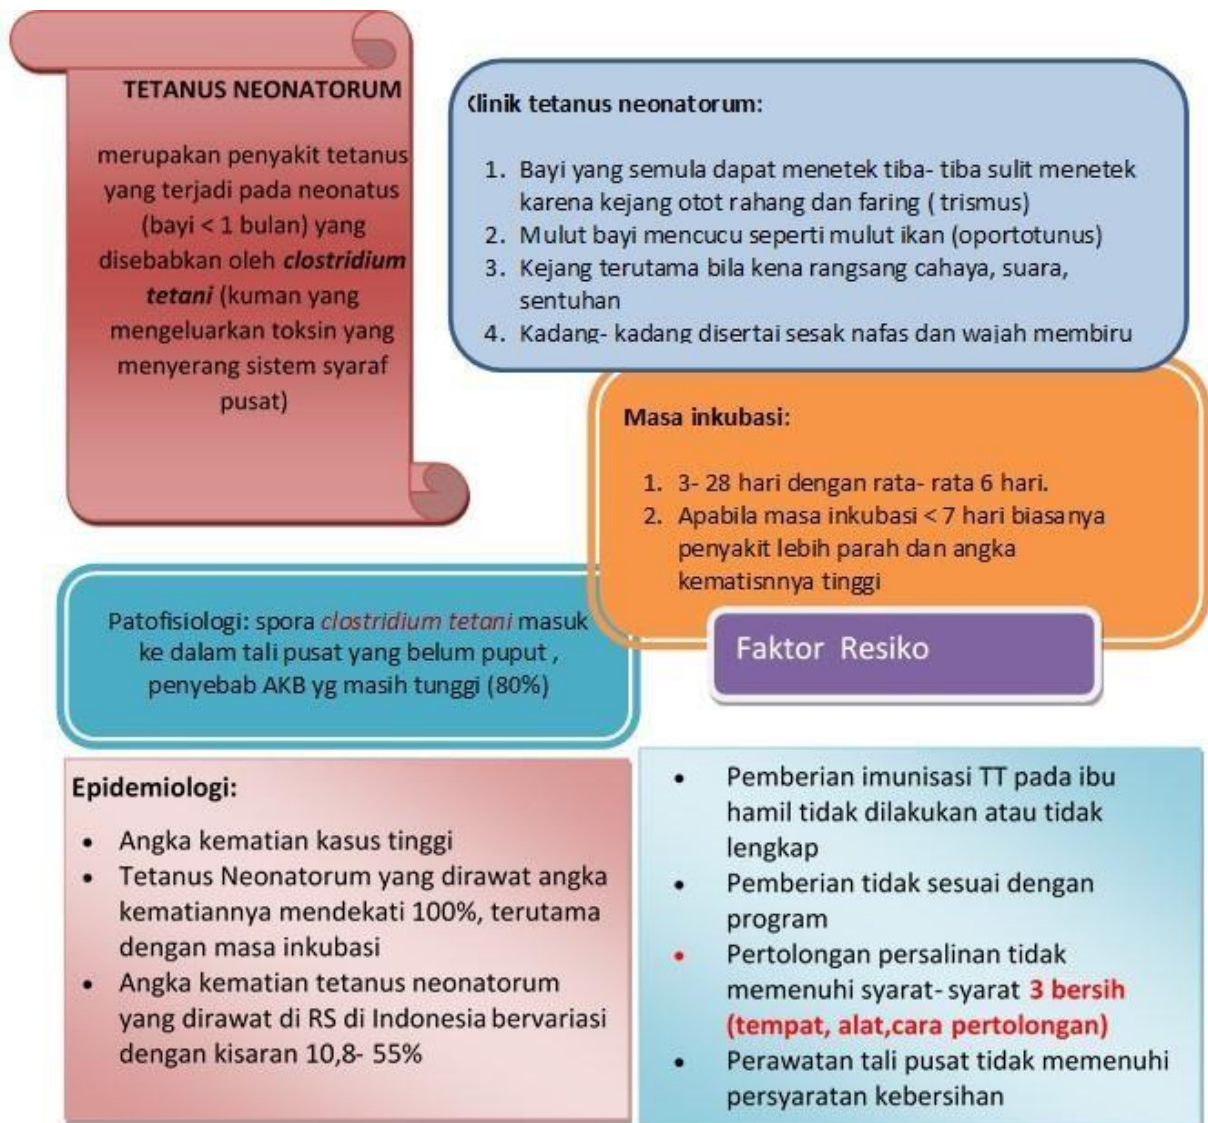 TETANUS NEONATORUM
merupakan penyakit tetanus
yang terjadi pada neonatus
(bayi < 1 bulan) yang
disebabkan oleh clostridium
tetani (kuman yang
mengeluarkan toksin yang
menyerang sistem syaraf
pusat)
Klinik tetanus neonatorum:
1. Bayi yang semula dapat menetek tiba- tiba sulit menetek
karena kejang otot rahang dan faring ( trismus)
2. Mulut bayi mencucu seperti mulut ikan (oportotunus)
3. Kejang terutama bila kena rangsang cahaya, suara,
sentuhan
4. Kadang- kadang disertai sesak nafas dan wajah membiru
Masa inkubasi:
1. 3- 28 hari dengan rata- rata 6 hari.
2. Apabila masa inkubasi < 7 hari biasanya
penyakit lebih parah dan angka
kematisnnya tinggi
Patofisiologi: spora clostridium tetani masuk
ke dalam tali pusat yang belum puput ,
penyebab AKB yg masih tunggi (80%)
Faktor Resiko
Epidemiologi:
• Angka kematian kasus tinggi
• Tetanus Neonatorum yang dirawat angka
kematiannya mendekati 100%, terutama
dengan masa inkubasi
• Angka kematian tetanus neonatorum
yang dirawat di RS di Indonesia bervariasi
dengan kisaran 10,8- 55%
• Pemberian imunisasi TT pada ibu
hamil tidak dilakukan atau tidak
lengkap
• Pemberian tidak sesuai dengan
program
• Pertolongan persalinan tidak
memenuhi syarat- syarat 3 bersih
(tempat, alat,cara pertolongan)
• Perawatan tali pusat tidak memenuhi
persyaratan kebersihan